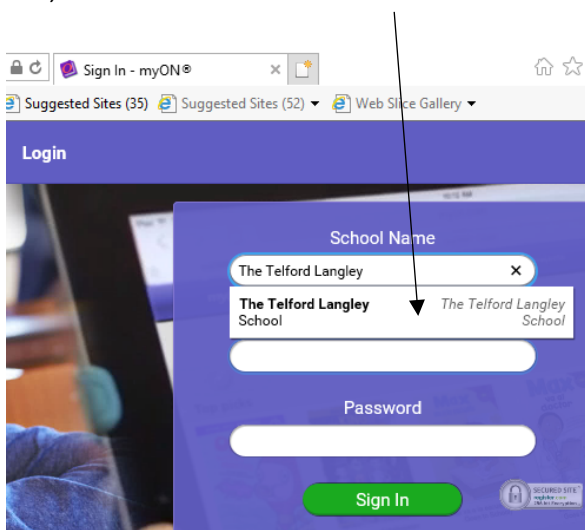 Sign In - myON®
Suggested Sites (35) Suggested Sites (52) Web Slice Gallery
Login
School Name
The Telford Langley
The Telford Langley The Telford Langley
School School
Password
Sign In
SECURED SITE